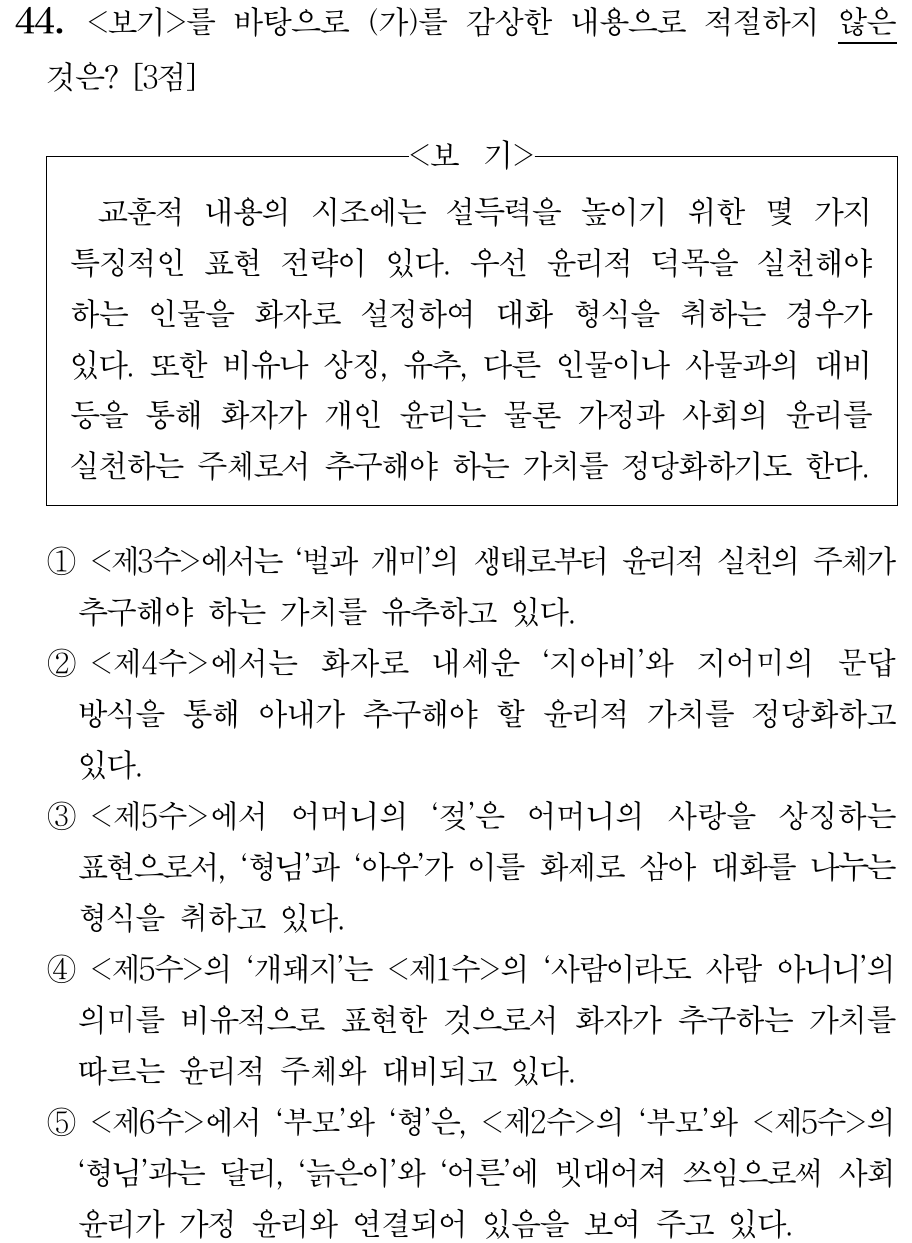 44. <보기>를 바탕으로 (가)를 감상한 내용으로 적절하지 않은
것은? [3점]
<보 기>
교훈적 내용의 시조에는 설득력을 높이기 위한 몇 가지
특징적인 표현 전략이 있다. 우선 윤리적 덕목을 실천해야
하는 인물을 화자로 설정하여 대화 형식을 취하는 경우가
있다. 또한 비유나 상징, 유추, 다른 인물이나 사물과의 대비
등을 통해 화자가 개인 윤리는 물론 가정과 사회의 윤리를
실천하는 주체로서 추구해야 하는 가치를 정당화하기도 한다.
① <제3수>에서는 ‘벌과 개미’의 생태로부터 윤리적 실천의 주체가
추구해야 하는 가치를 유추하고 있다.
② <제4수>에서는 화자로 내세운 ‘지아비’와 지어미의 문답
방식을 통해 아내가 추구해야 할 윤리적 가치를 정당화하고
있다.
③ <제5수>에서 어머니의 ‘젖’은 어머니의 사랑을 상징하는
표현으로서, ‘형님’과 ‘아우’가 이를 화제로 삼아 대화를 나누는
형식을 취하고 있다.
④ <제5수>의 ‘개돼지’는 <제1수>의 ‘사람이라도 사람 아니니’의
의미를 비유적으로 표현한 것으로서 화자가 추구하는 가치를
따르는 윤리적 주체와 대비되고 있다.
⑤ <제6수>에서 ‘부모’와 ‘형’은, <제2수>의 ‘부모’와 <제5수>의
‘형님’과는 달리, ‘늙은이’와 ‘어른’에 빗대어져 쓰임으로써 사회
윤리가 가정 윤리와 연결되어 있음을 보여 주고 있다.